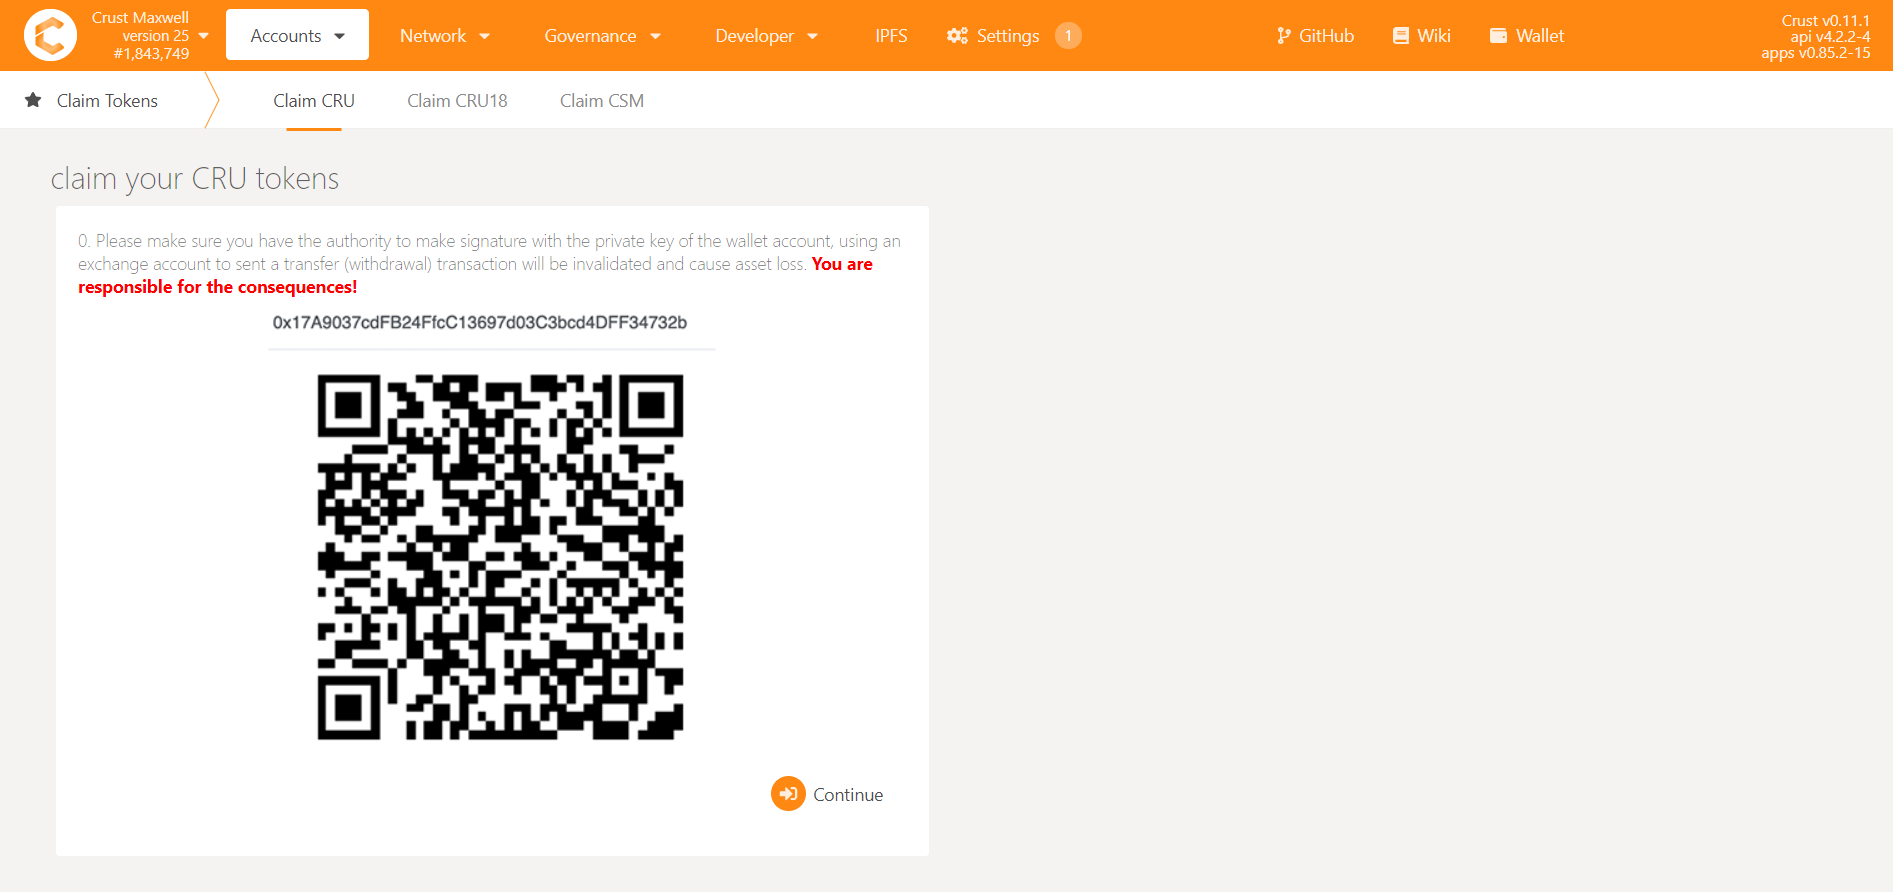 Crust Maxwell
version 25
#1,843,749
Accounts
Network
Governance
Developer
IPFS
Settings
1
GitHub
Wiki
Wallet
Crust v0.11.1
api v4.2.2-4
apps v0.85.2-15
Claim Tokens
Claim CRU
Claim CRU18
Claim CSM
claim your CRU tokens
0. Please make sure you have the authority to make signature with the private key of the wallet account, using an
exchange account to sent a transfer (withdrawal) transaction will be invalidated and cause asset loss. You are
responsible for the consequences!
0x17A9037cdFB24FfcC13697d03C3bcd4DFF34732b
Continue